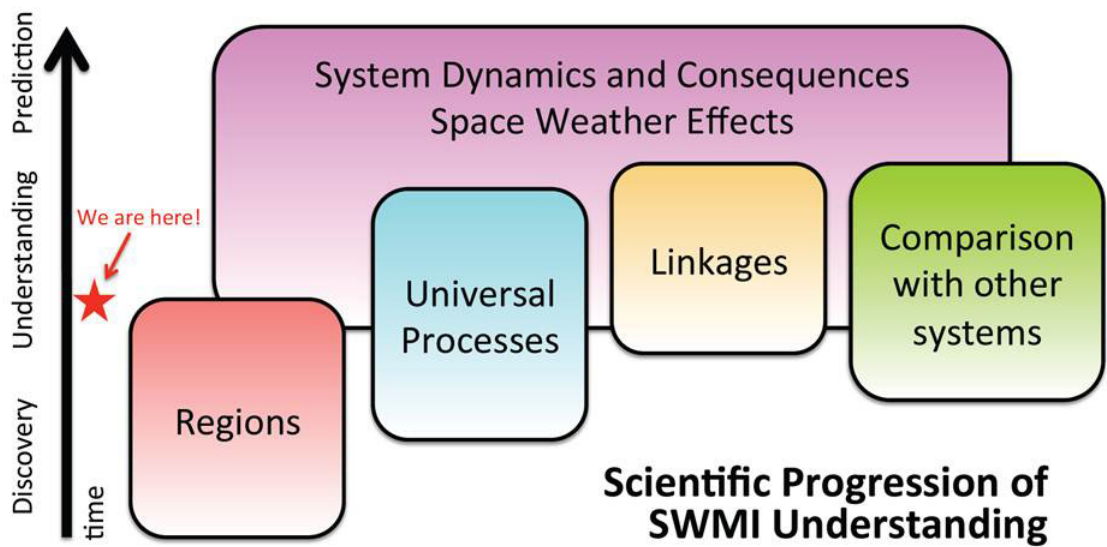 Prediction
Understanding
Discovery
time
We are here!
System Dynamics and Consequences
Space Weather Effects
Regions
Universal
Processes
Linkages
Comparison
with other
systems
Scientific Progression of
SWMI Understanding